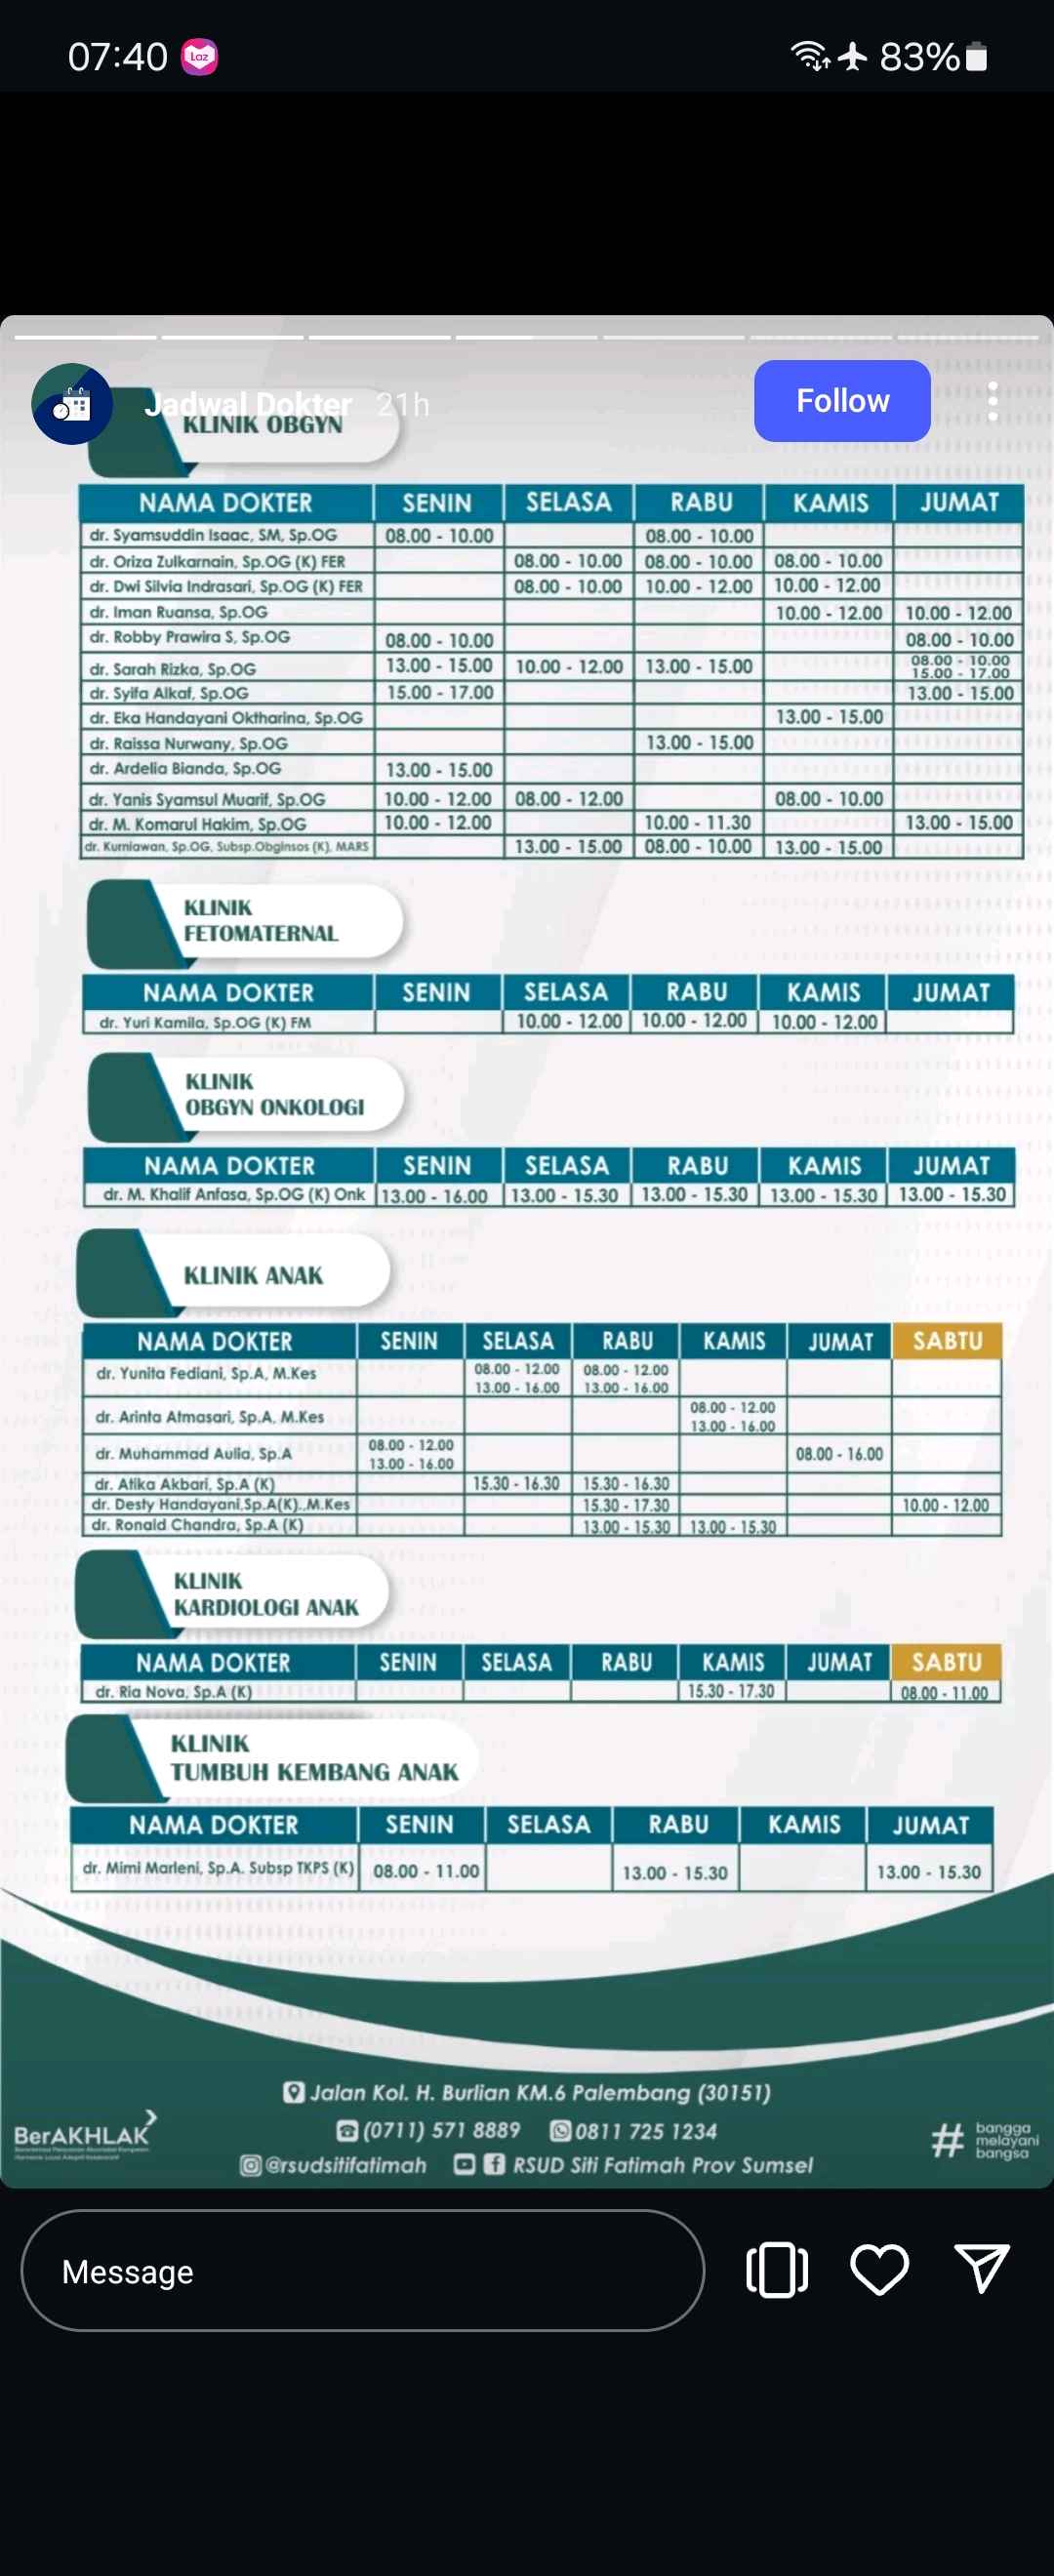 07:40 Laz 83%
Jadwal Dokter 21h Follow
KLINIK OBGYN
NAMA DOKTER SENIN SELASA RABU KAMIS JUMAT
dr. Syamsuddin Isaac, SM, Sp.OG 08.00 - 10.00 08.00 - 10.00
dr. Oriza Zulkarnain, Sp.OG (K) FER 08.00 - 10.00 08.00 - 10.00 08.00 - 10.00
dr. Dwi Silvia Indrasari, Sp.OG (K) FER 08.00 - 10.00 10.00 - 12.00 10.00 - 12.00
dr. Iman Ruansa, Sp.OG 10.00 - 12.00 10.00 - 12.00
dr. Robby Prawira S, Sp.OG 08.00 - 10.00 08.00 - 10.00
dr. Sarah Rizka, Sp.OG 13.00 - 15.00 10.00 - 12.00 13.00 - 15.00 08.00 - 10.00
15.00 - 17.00
dr. Syifa Alkaf, Sp.OG 15.00 - 17.00 13.00 - 15.00
dr. Eka Handayani Oktharina, Sp.OG 13.00 - 15.00
dr. Raissa Nurwany, Sp.OG 13.00 - 15.00
dr. Ardelia Bianda, Sp.OG 13.00 - 15.00
dr. Yanis Syamsul Muarif, Sp.OG 10.00 - 12.00 08.00 - 12.00 08.00 - 10.00
dr. M. Komarul Hakim, Sp.OG 10.00 - 12.00 10.00 - 11.30 13.00 - 15.00
dr. Kurniawan, Sp.OG, Subsp.Obginsos (K). MARS 13.00 - 15.00 08.00 - 10.00 13.00 - 15.00
KLINIK
FETOMATERNAL
NAMA DOKTER SENIN SELASA RABU KAMIS JUMAT
dr. Yuri Kamila, Sp.OG (K) FM 10.00 - 12.00 10.00 - 12.00 10.00 - 12.00
KLINIK
OBGYN ONKOLOGI
NAMA DOKTER SENIN SELASA RABU KAMIS JUMAT
dr. M. Khalif Anfasa, Sp.OG (K) Onk 13.00 - 16.00 13.00 - 15.30 13.00 - 15.30 13.00 - 15.30 13.00 - 15.30
KLINIK ANAK
NAMA DOKTER SENIN SELASA RABU KAMIS JUMAT SABTU
dr. Yunita Fediani, Sp.A, M.Kes 08.00 - 12.00 08.00 - 12.00
13.00 - 16.00 13.00 - 16.00
dr. Arinta Atmasari, Sp.A. M.Kes 08.00 - 12.00
13.00 - 16.00
dr. Muhammad Aulia, Sp.A 08.00 - 12.00 08.00 - 16.00
13.00 - 16.00
dr. Atika Akbari, Sp.A (K) 15.30 - 16.30 15.30 - 16.30
dr. Desty Handayani,Sp.A(K).,M.Kes 15.30 - 17.30 10.00 - 12.00
dr. Ronald Chandra, Sp.A (K) 13.00 - 15.30 13.00 - 15.30
KLINIK
KARDIOLOGI ANAK
NAMA DOKTER SENIN SELASA RABU KAMIS JUMAT SABTU
dr. Ria Nova, Sp.A (K) 15.30 - 17.30 08.00 - 11.00
KLINIK
TUMBUH KEMBANG ANAK
NAMA DOKTER SENIN SELASA RABU KAMIS JUMAT
dr. Mimi Marleni, Sp.A. Subsp TKPS (K) 08.00 - 11.00 13.00 - 15.30 13.00 - 15.30
Jalan Kol. H. Burlian KM.6 Palembang (30151)
(0711) 571 8889 0811 725 1234
@rsudsitifatimah RSUD Siti Fatimah Prov Sumsel
BerAKHLAK
# bangga
melayani
bangsa
Message